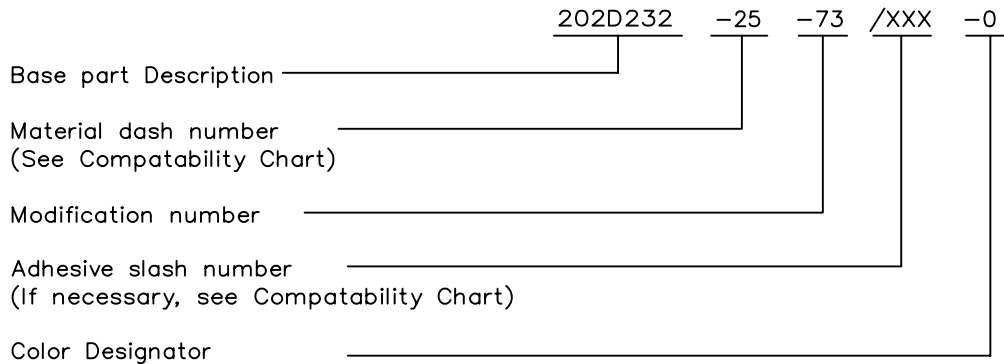 202D232 -25 -73 /XXX -0
Base part Description
Material dash number
(See Compatability Chart)
Modification number
Adhesive slash number
(If necessary, see Compatability Chart)
Color Designator